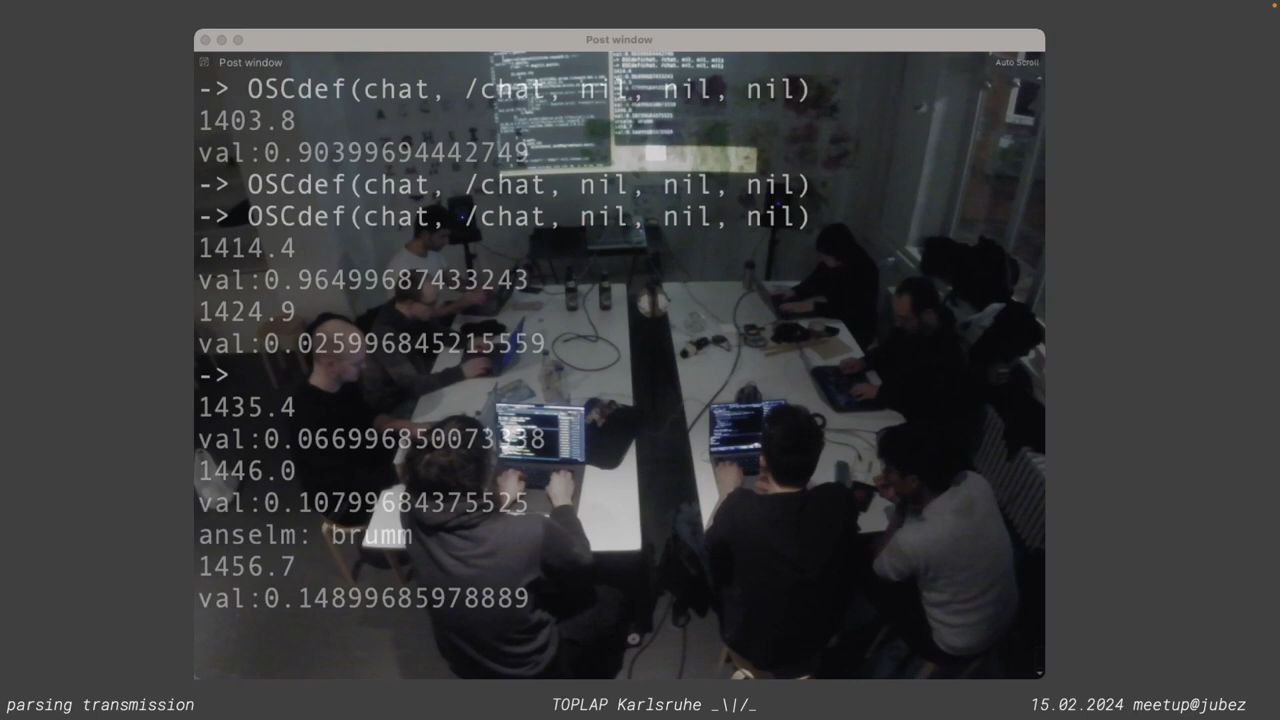 Post window
Post window
Auto Scroll
-> OSCdef(chat, /chat, nil, nil, nil)
1403.8
val:0.90399694442749
-> OSCdef(chat, /chat, nil, nil, nil)
-> OSCdef(chat, /chat, nil, nil, nil)
1414.4
val:0.96499687433243
1424.9
val:0.025996845215559
->
1435.4
val:0.066996850073338
1446.0
val:0.10799684375525
anselm: brumm
1456.7
val:0.14899685978889
parsing transmission
TOPLAP Karlsruhe _\|/_
15.02.2024 meetup@jubez